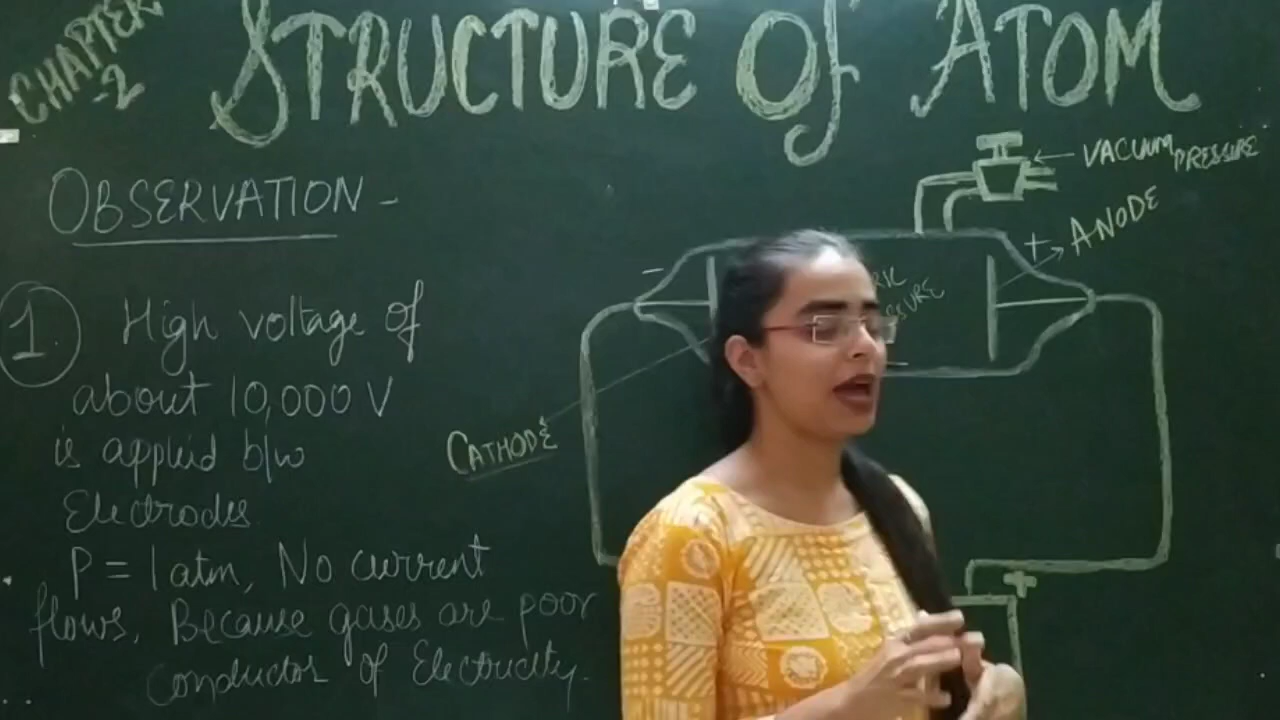 CHAPTER
-2
STRUCTURE Of ATOM
VACUUM PRESSURE
OBSERVATION -
+ ANODE
-
1. High voltage of
about 10,000 V
is applied b/w
Electrodes
CATHODE
P = 1 atm, No current
+
flows, Because gases are poor
conductor of Electricity.